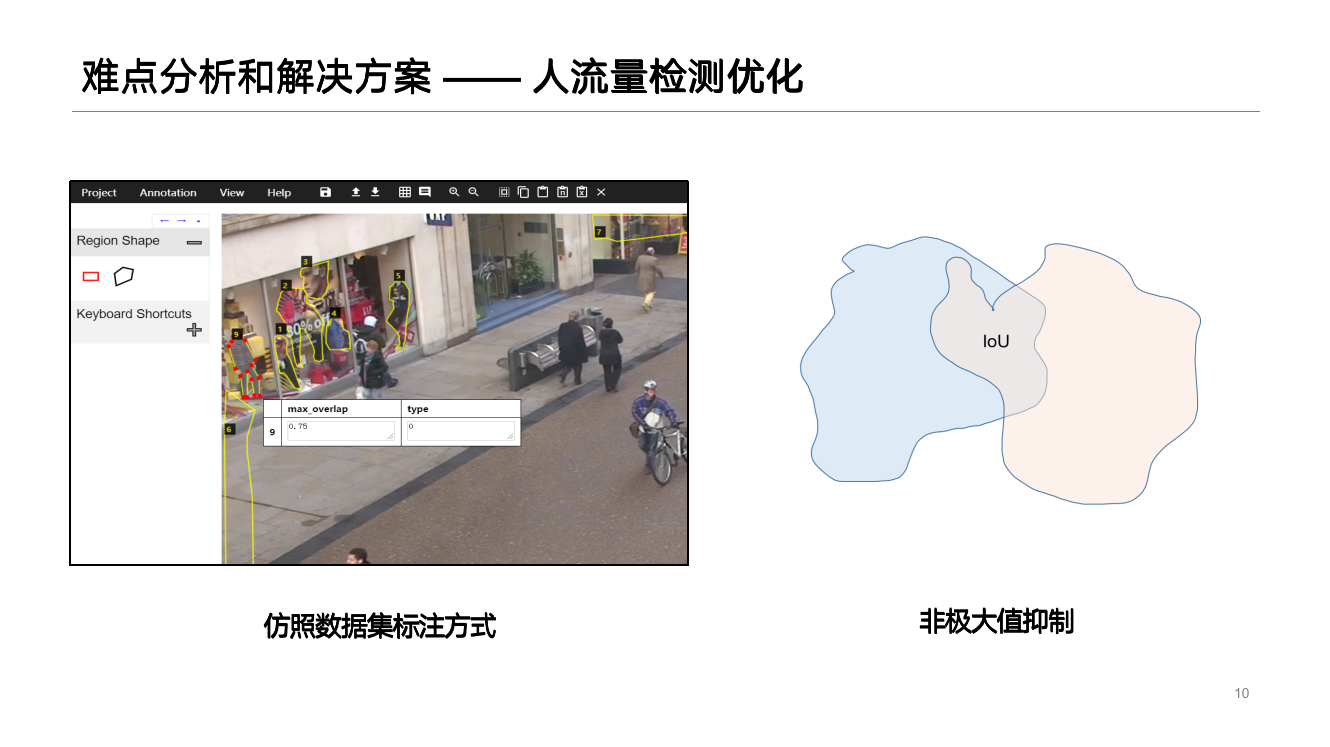 难点分析和解决方案 —— 人流量检测优化
Project Annotation View Help
Region Shape
Keyboard Shortcuts
7
3
2
5
4
1
80% OFF
9
6
max_overlap type
9 0.75 0
IoU
仿照数据集标注方式
非极大值抑制
10